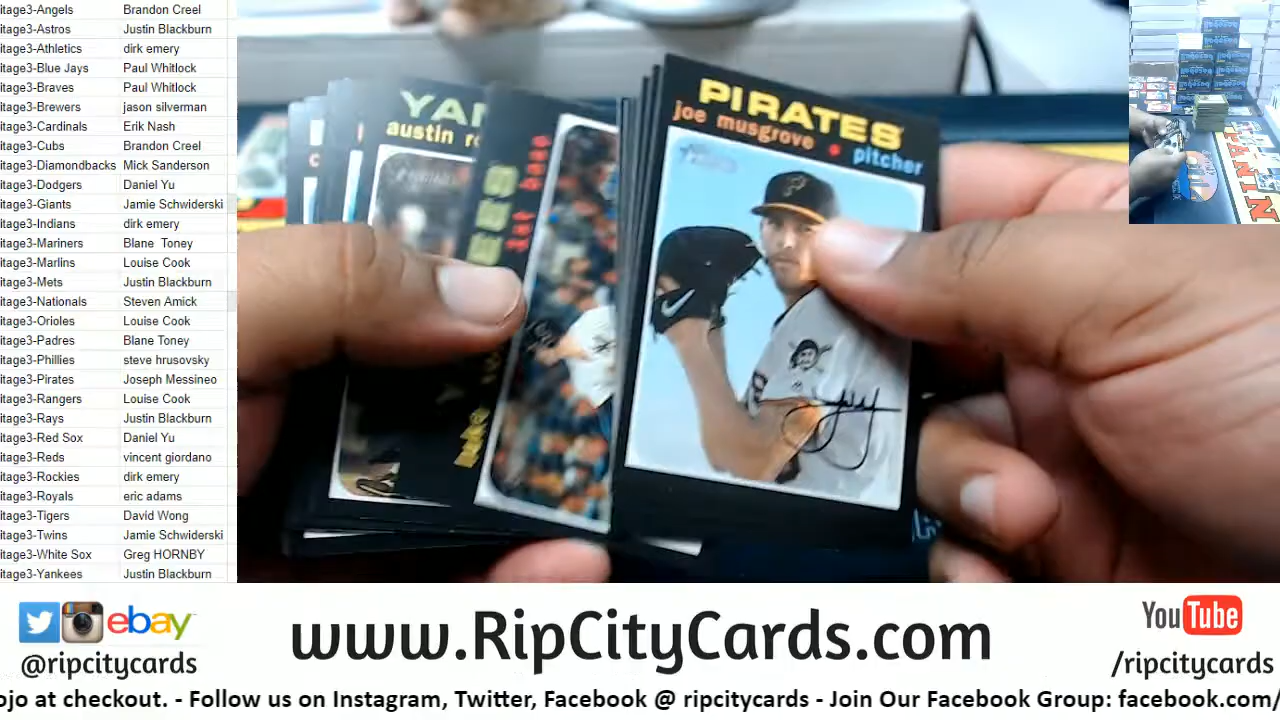 itage3-Angels Brandon Creel
itage3-Astros Justin Blackburn
itage3-Athletics dirk emery
itage3-Blue Jays Paul Whitlock
itage3-Braves Paul Whitlock
itage3-Brewers jason silverman
itage3-Cardinals Erik Nash
itage3-Cubs Brandon Creel
itage3-Diamondbacks Mick Sanderson
itage3-Dodgers Daniel Yu
itage3-Giants Jamie Schwiderski
itage3-Indians dirk emery
itage3-Mariners Blane Toney
itage3-Marlins Louise Cook
itage3-Mets Justin Blackburn
itage3-Nationals Steven Amick
itage3-Orioles Louise Cook
itage3-Padres Blane Toney
itage3-Phillies steve hrusovsky
itage3-Pirates Joseph Messineo
itage3-Rangers Louise Cook
itage3-Rays Justin Blackburn
itage3-Red Sox Daniel Yu
itage3-Reds vincent giordano
itage3-Rockies dirk emery
itage3-Royals eric adams
itage3-Tigers David Wong
itage3-Twins Jamie Schwiderski
itage3-White Sox Greg HORNBY
itage3-Yankees Justin Blackburn
YA
austin r
PIRATES
joe musgrove • pitcher
PANIN
ebay
@ripcitycards
www.RipCityCards.com
YouTube
/ripcitycards
ojo at checkout. - Follow us on Instagram, Twitter, Facebook @ ripcitycards - Join Our Facebook Group: facebook.com/